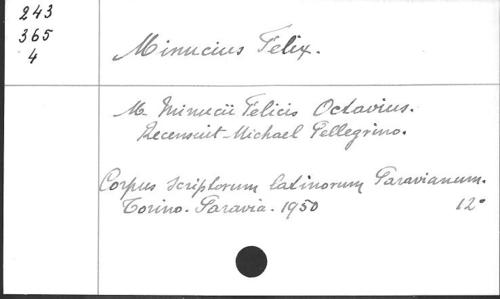 243
365
4
Minucius Felix.
M. Minucii Felicis Octavius.
Recensuit Michael Pellegrino.
Corpus scriptorum latinorum Paravianum.
Torino. Paravia. 1950 12°